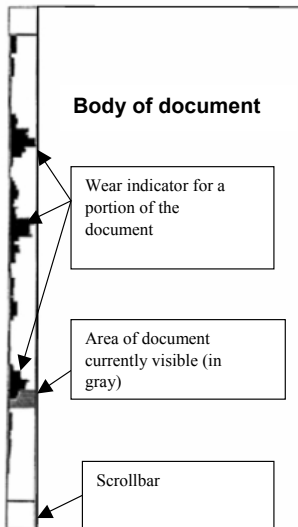 Body of document
Wear indicator for a
portion of the
document
Area of document
currently visible (in
gray)
Scrollbar